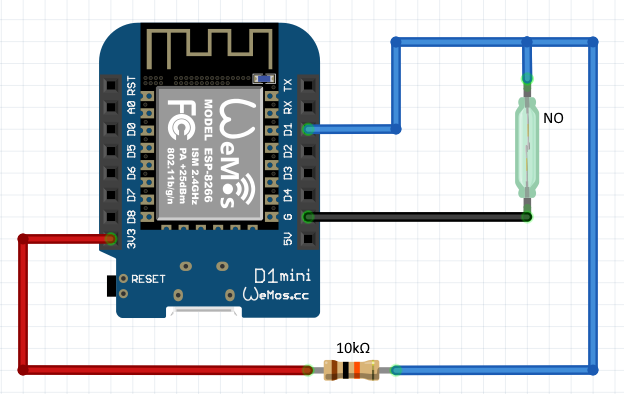 RST
A0
D0
D5
D6
D7
D8
3V3
TX
RX
D1
D2
D3
D4
G
5V
WeMos
MODEL ESP-8266
ISM 2.4GHz
PA +25dBm
802.11b/g/n
FC
RESET
D1mini
WeMos.cc
NO
10kΩ